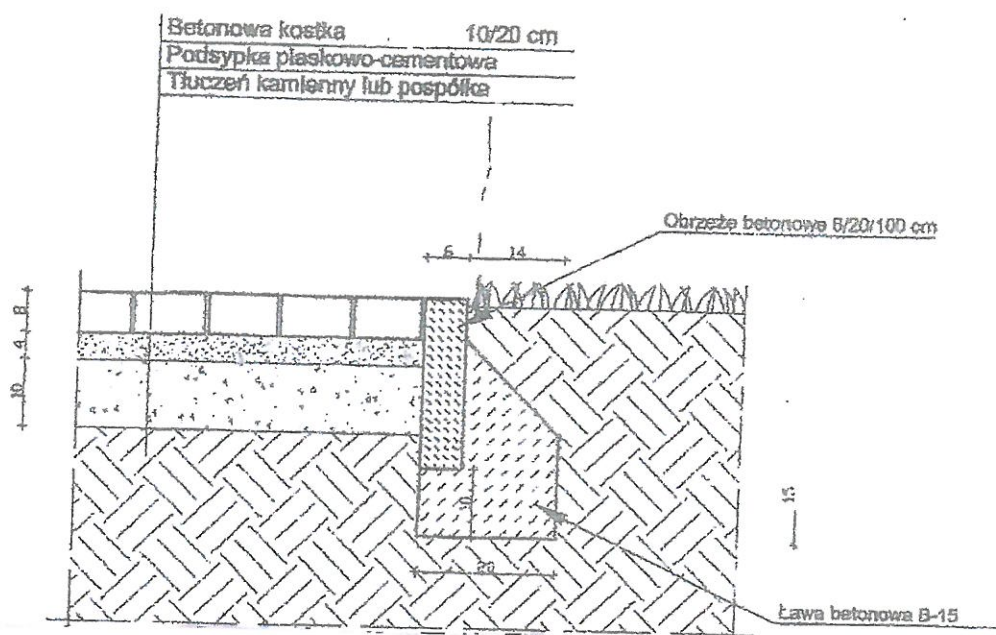 Betonowa kostka 10/20 cm
Podsypka piaskowo-cementowa
Tłuczeń kamienny lub pospółka
Obrzeże betonowe 6/20/100 cm
6 14
8
4
10
10
15
20
Ława betonowa B-15